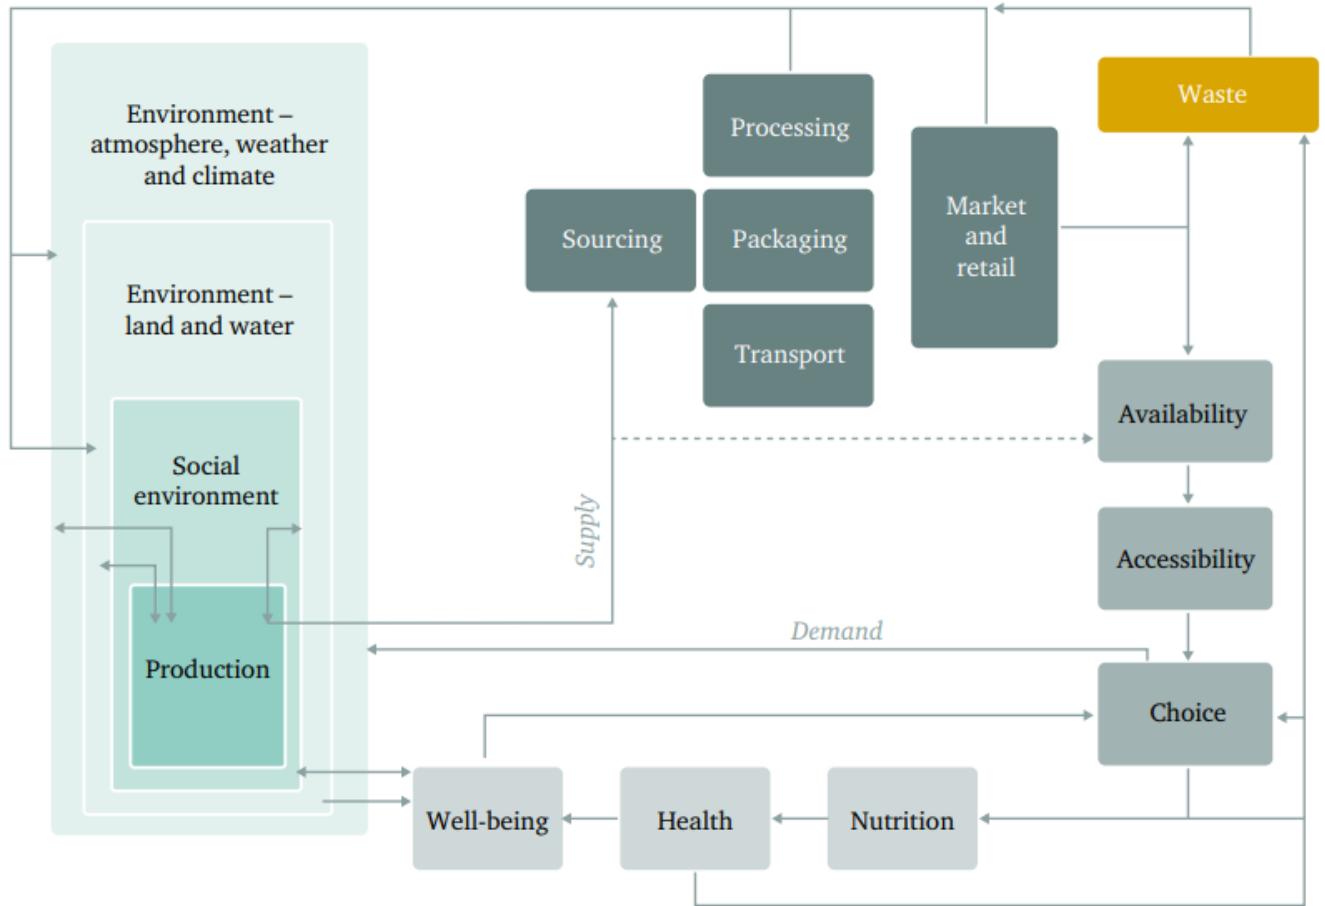 Environment –
atmosphere, weather
and climate
Environment –
land and water
Social
environment
Production
Processing
Sourcing
Packaging
Transport
Market
and
retail
Waste
Availability
Accessibility
Choice
Supply
Demand
Well-being
Health
Nutrition